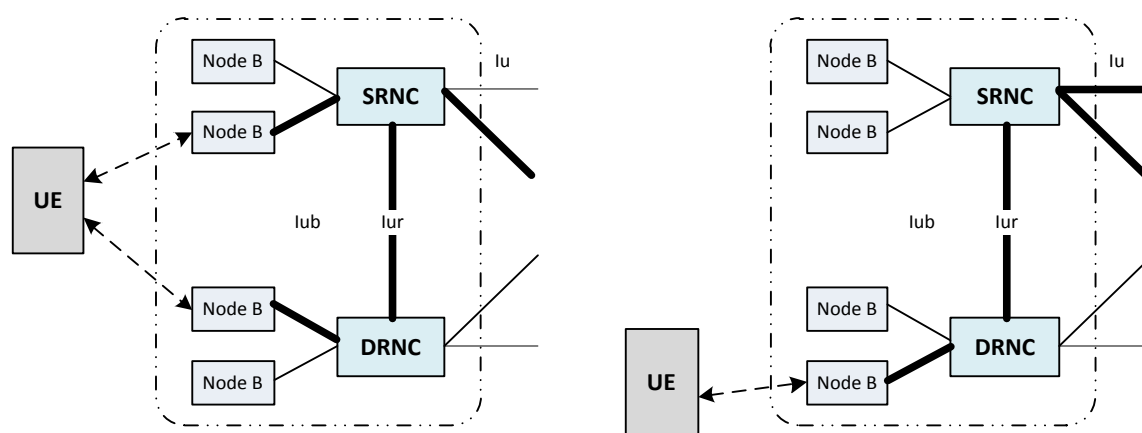 Node B
SRNC
Iu
Node B
UE
Iub
Iur
Node B
DRNC
Node B
Node B
SRNC
Iu
Node B
Iub
Iur
Node B
DRNC
UE
Node B